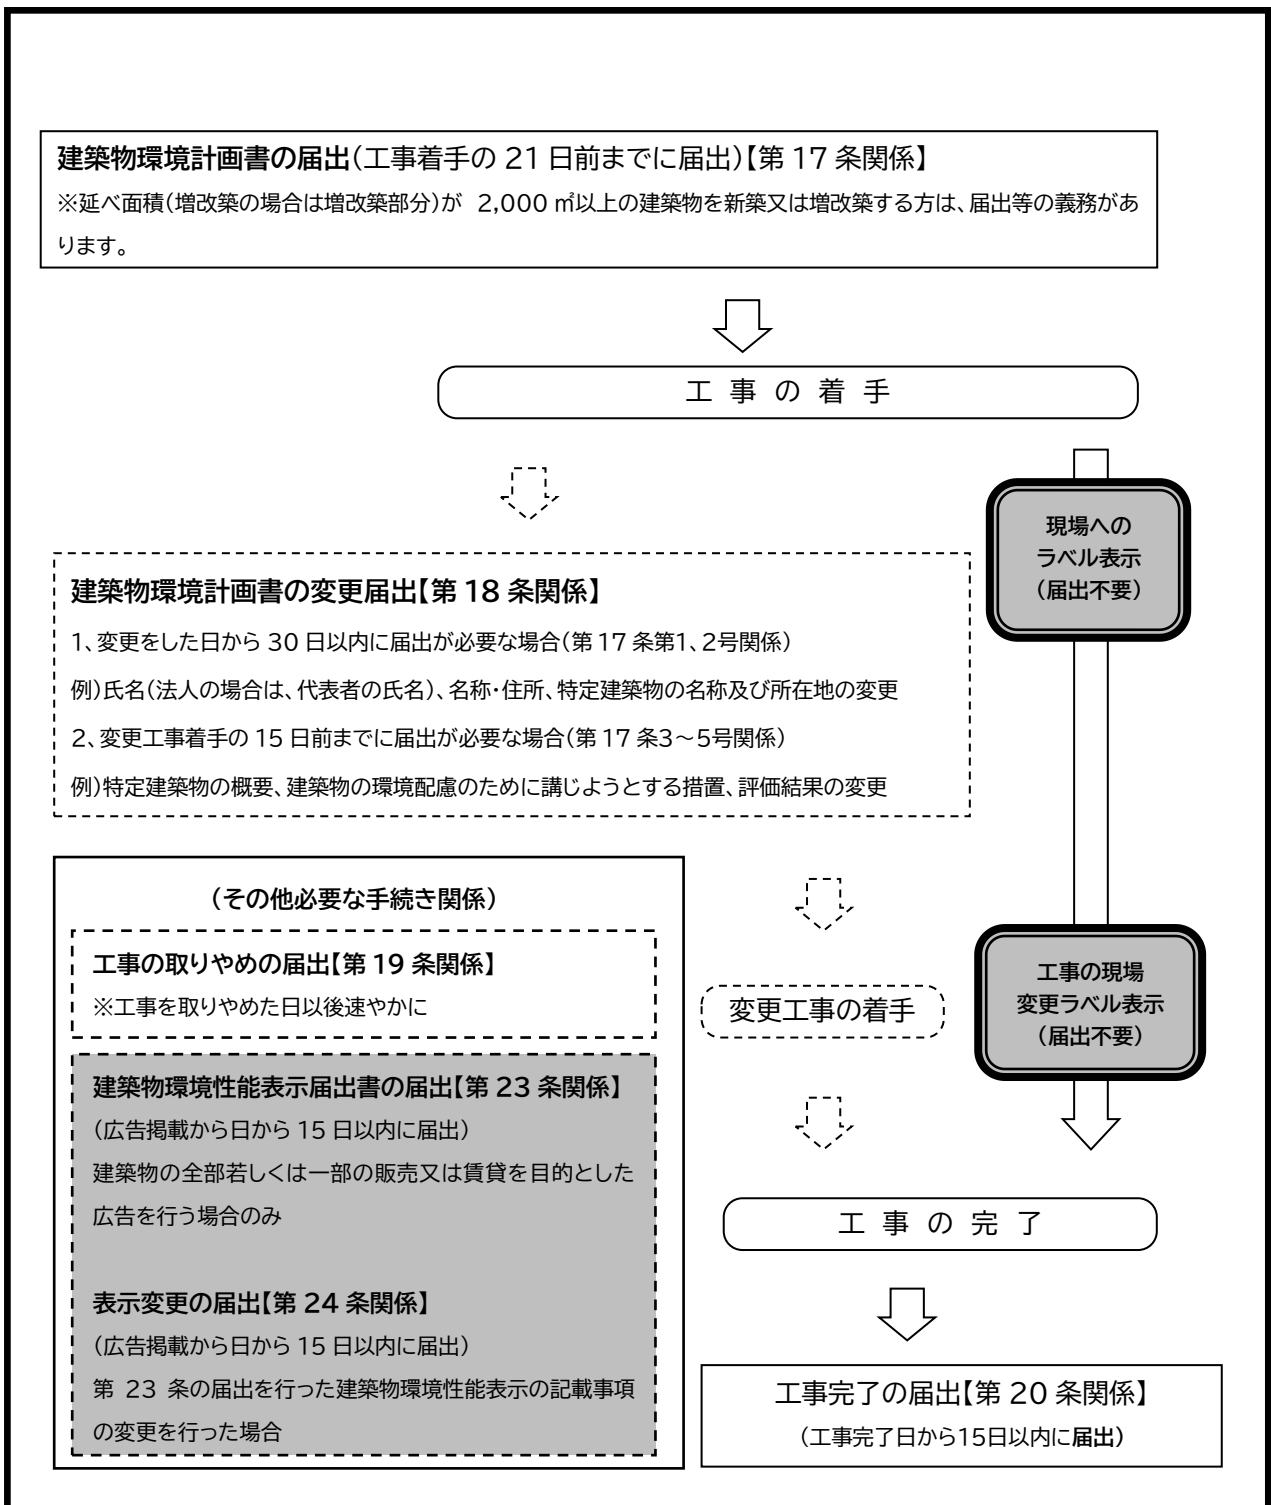 建築物環境計画書の届出(工事着手の 21 日前までに届出)【第 17 条関係】
※延べ面積(増改築の場合は増改築部分)が 2,000 ㎡以上の建築物を新築又は増改築する方は、届出等の義務があ
ります。
工 事 の 着 手
現場への
ラベル表示
(届出不要)
建築物環境計画書の変更届出【第 18 条関係】
1、変更をした日から 30 日以内に届出が必要な場合(第 17 条第1、2号関係)
例)氏名(法人の場合は、代表者の氏名)、名称・住所、特定建築物の名称及び所在地の変更
2、変更工事着手の 15 日前までに届出が必要な場合(第 17 条3~5号関係)
例)特定建築物の概要、建築物の環境配慮のために講じようとする措置、評価結果の変更
(その他必要な手続き関係)
工事の取りやめの届出【第 19 条関係】
※工事を取りやめた日以後速やかに
建築物環境性能表示届出書の届出【第 23 条関係】
(広告掲載から日から 15 日以内に届出)
建築物の全部若しくは一部の販売又は賃貸を目的とした
広告を行う場合のみ
表示変更の届出【第 24 条関係】
(広告掲載から日から 15 日以内に届出)
第 23 条の届出を行った建築物環境性能表示の記載事項
の変更を行った場合
変更工事の着手
工事の現場
変更ラベル表示
(届出不要)
工 事 の 完 了
工事完了の届出【第 20 条関係】
(工事完了日から15日以内に届出)